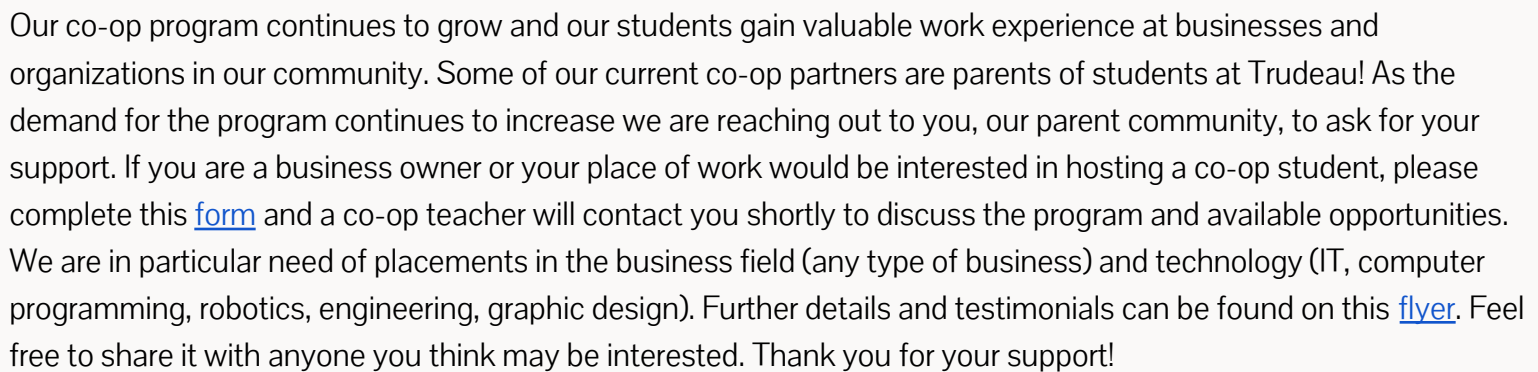 Our co-op program continues to grow and our students gain valuable work experience at businesses and
organizations in our community. Some of our current co-op partners are parents of students at Trudeau! As the
demand for the program continues to increase we are reaching out to you, our parent community, to ask for your
support. If you are a business owner or your place of work would be interested in hosting a co-op student, please
complete this form and a co-op teacher will contact you shortly to discuss the program and available opportunities.
We are in particular need of placements in the business field (any type of business) and technology (IT, computer
programming, robotics, engineering, graphic design). Further details and testimonials can be found on this flyer. Feel
free to share it with anyone you think may be interested. Thank you for your support!